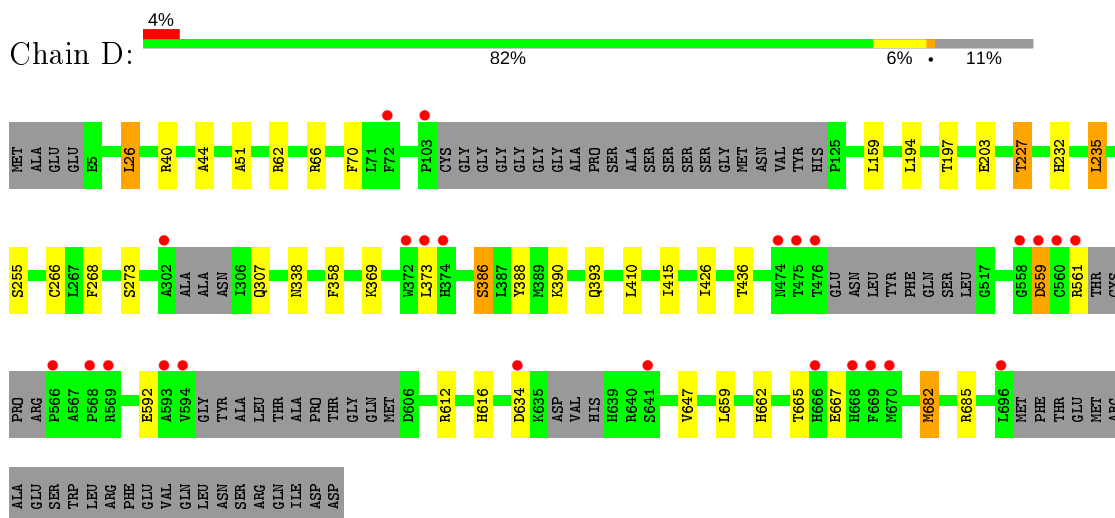 4%
Chain D:
82% 6% • 11%
MET ALA GLU GLU E5 L26 R40 A44 A51 R62 R66 F70 L71 F72 P103 CYS GLY GLY GLY GLY GLY GLY ALA PRO SER ALA SER SER SER SER GLY MET ASN VAL TYR HIS P125 L159 L194 T197 E203 T227 H232 L235
S255 C266 L267 F268 S273 A302 ALA ALA ASN I306 Q307 N338 F358 K369 W372 L373 H374 S386 L387 Y388 M389 K390 Q393 L410 I415 I426 T436 N474 T475 T476 GLU ASN LEU TYR PHE GLN SER LEU G517 G558 D559 C560 R561 THR CYS
PRO ARG P566 A567 P568 R569 E592 A593 V594 GLY TYR ALA LEU THR ALA PRO THR GLY GLN MET D606 R612 H616 D634 K635 ASP VAL HIS H639 R640 S641 V647 L659 H662 T665 H666 E667 H668 F669 M670 M682 R685 L696 MET PHE THR GLU MET ARG
ALA GLU SER TRP LEU ARG PHE GLU VAL GLN LEU ASN SER ARG GLN ILE ASP ASP